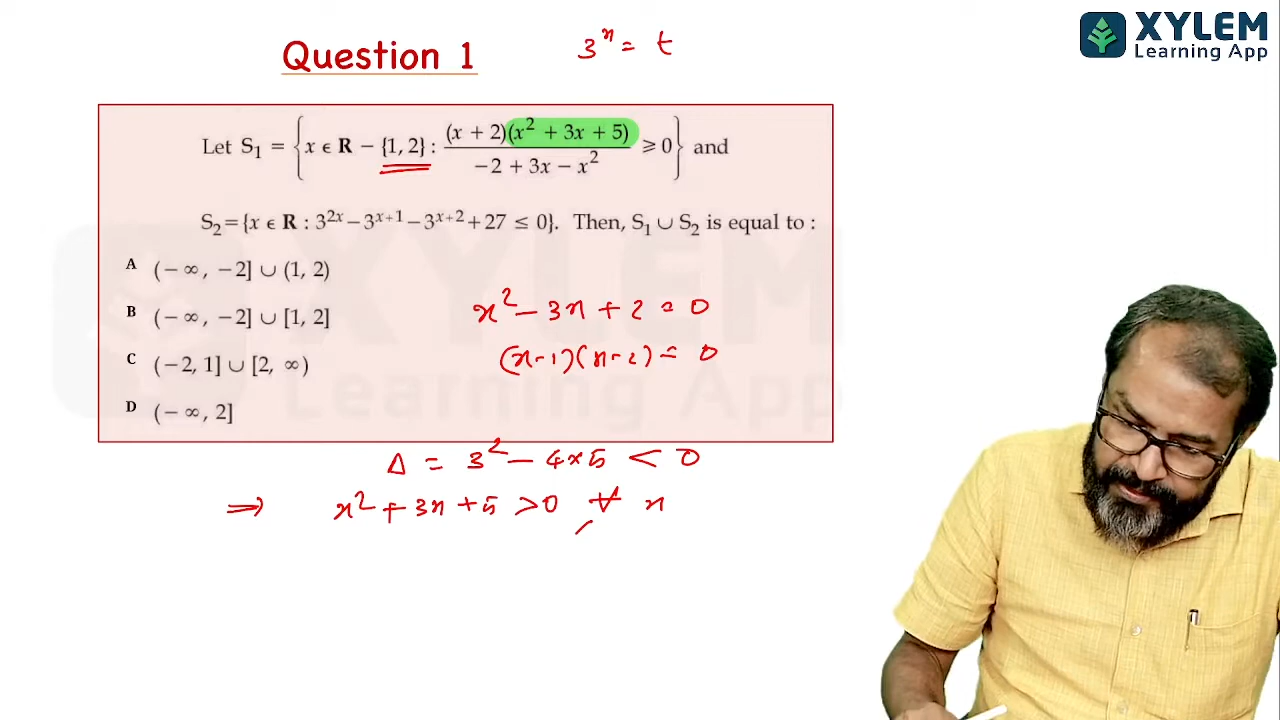 Question 1
3^x = t
XYLEM
Learning App
Let S₁ = {x ϵ R − {1, 2} : (x + 2)(x² + 3x + 5) / (−2 + 3x − x²) ⩾ 0} and
S₂={x ϵ R : 3^{2x} − 3^{x+1} − 3^{x+2} + 27 ≤ 0}. Then, S₁ ∪ S₂ is equal to :
A (− ∞, −2] ∪ (1, 2)
B (− ∞, −2] ∪ [1, 2]
C (−2, 1] ∪ [2, ∞)
D (− ∞, 2]
x² − 3x + 2 = 0
(x-1)(x-2) = 0
XYLEM
Learning App
Δ = 3² − 4×5 < 0
⇒ x² + 3x + 5 > 0 ∀ x